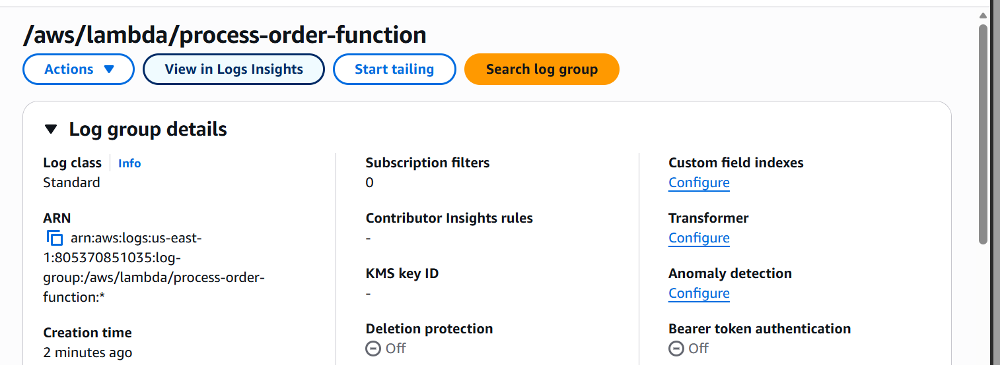 /aws/lambda/process-order-function
Actions
View in Logs Insights
Start tailing
Search log group
Log group details
Log class
Info
Standard
ARN
arn:aws:logs:us-east-
1:805370851035:log-
group:/aws/lambda/process-order-
function:*
Creation time
2 minutes ago
Subscription filters
0
Contributor Insights rules
-
KMS key ID
-
Deletion protection
Off
Custom field indexes
Configure
Transformer
Configure
Anomaly detection
Configure
Bearer token authentication
Off